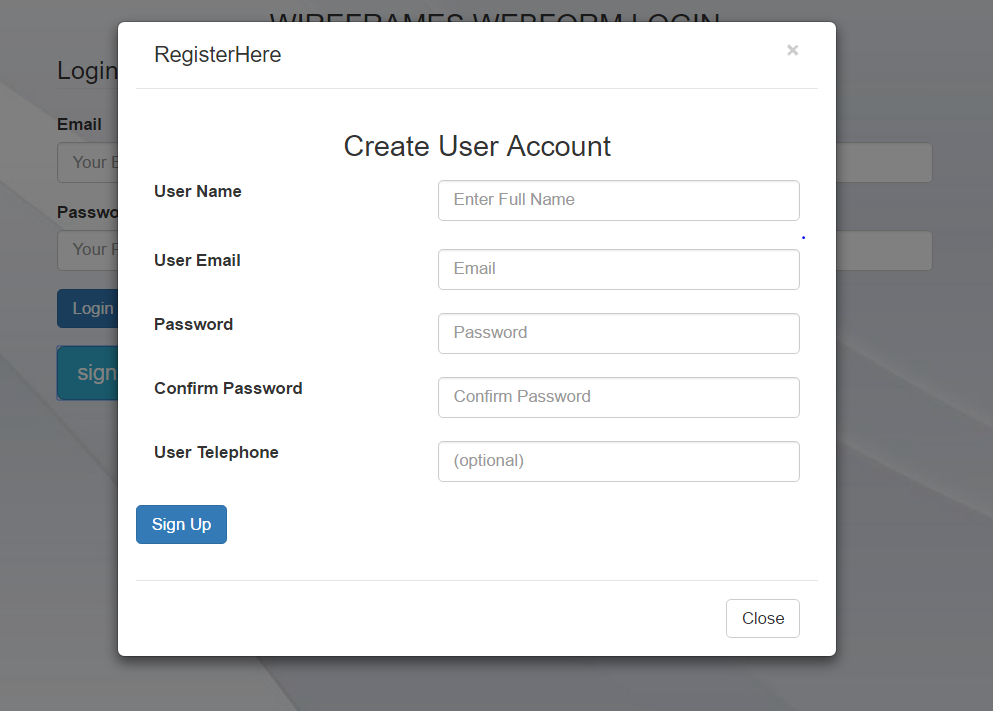 WIREFRAMES WEBFORM LOGIN
RegisterHere ×
Login
Create User Account
Email
Your E
User Name Enter Full Name
Passwo
Your P
User Email Email
Login
Password Password
sign
Confirm Password Confirm Password
User Telephone (optional)
Sign Up
Close